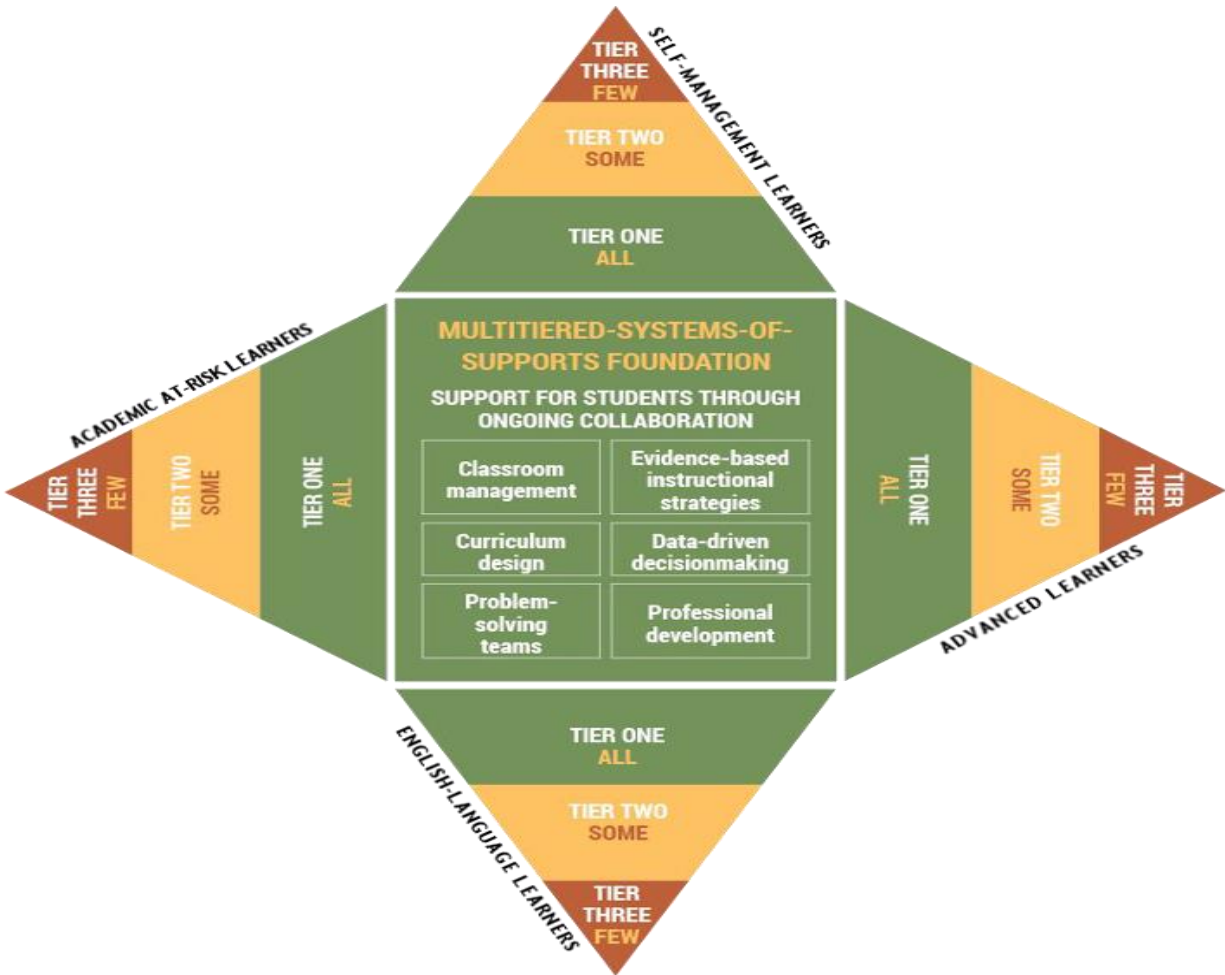 TIER
THREE
FEW
SELF-MANAGEMENT LEARNERS
TIER TWO
SOME
TIER ONE
ALL
ACADEMIC AT-RISK LEARNERS
TIER
THREE
FEW
TIER TWO
SOME
TIER ONE
ALL
MULTITIERED-SYSTEMS-OF-
SUPPORTS FOUNDATION
SUPPORT FOR STUDENTS THROUGH
ONGOING COLLABORATION
Classroom
management
Evidence-based
instructional
strategies
Curriculum
design
Data-driven
decisionmaking
Problem-
solving
teams
Professional
development
TIER ONE
ALL
TIER TWO
SOME
TIER
THREE
FEW
ADVANCED LEARNERS
TIER ONE
ALL
TIER TWO
SOME
TIER
THREE
FEW
ENGLISH-LANGUAGE LEARNERS